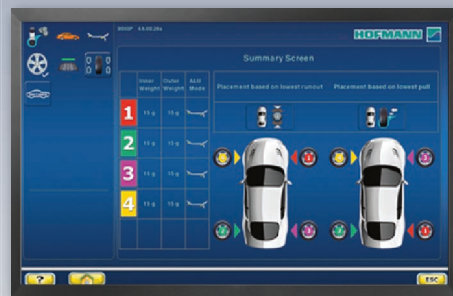 HOFMANN
Summary Screen
Inner Weight
Outer Weight
ALU Mode
Placement based on lowest runout
Placement based on lowest pull
1 15 g 15 g
2 15 g 15 g
3 15 g 15 g
4 15 g 15 g
?
ESC